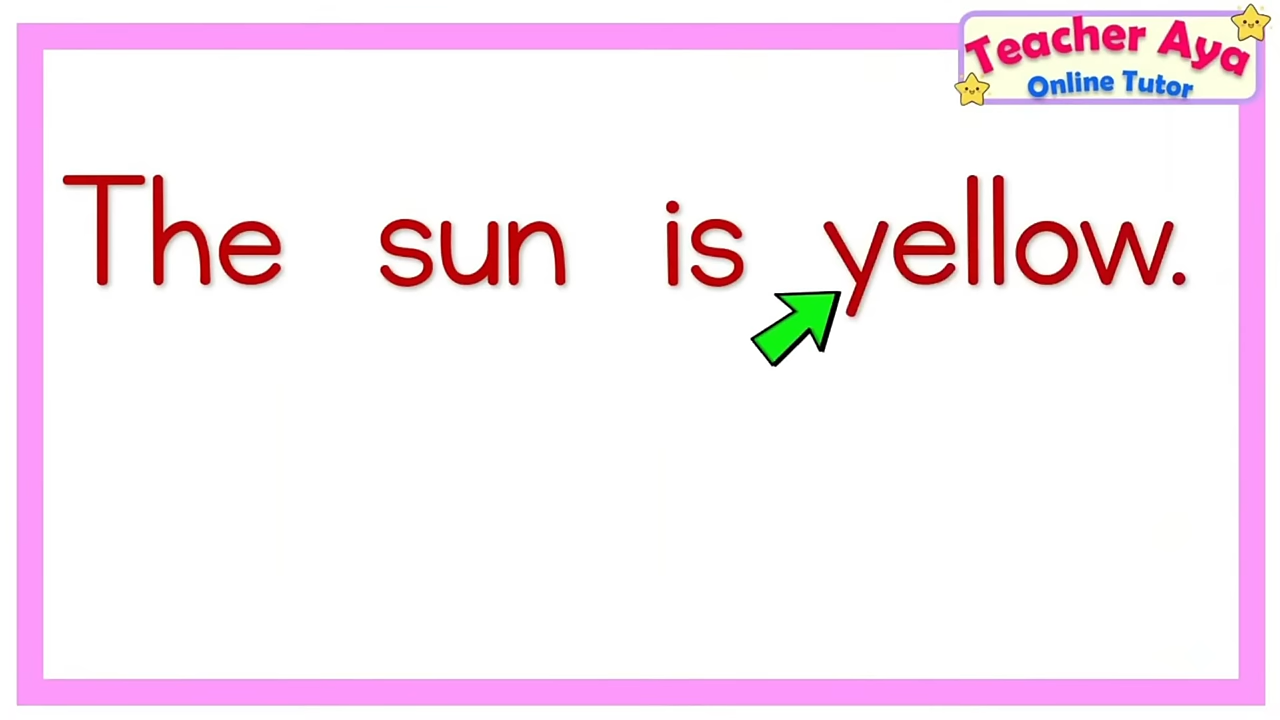 Teacher Aya
Online Tutor
The sun is yellow.